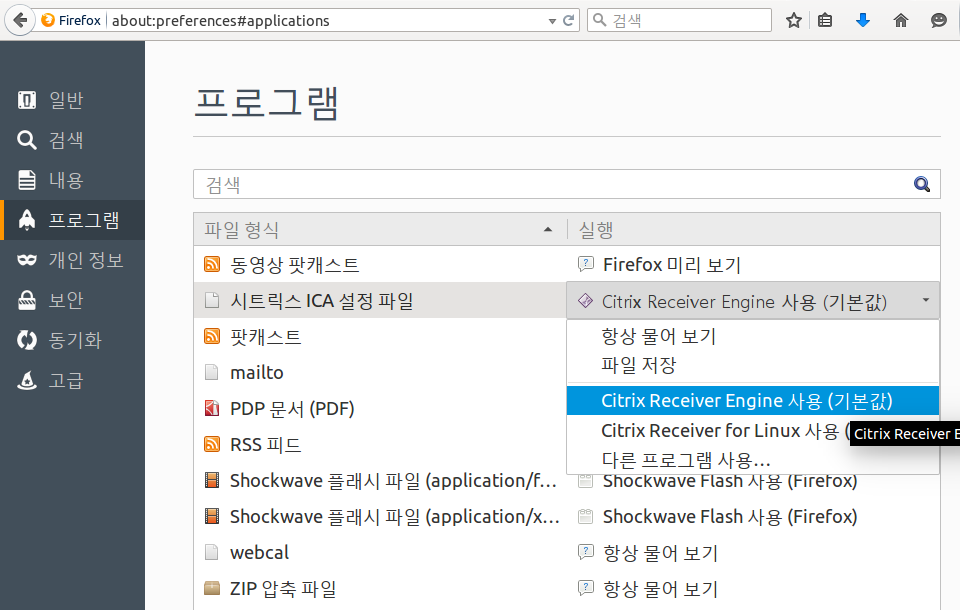 Firefox about:preferences#applications 검색
일반
검색
내용
프로그램
개인 정보
보안
동기화
고급
프로그램
검색
파일 형식 실행
동영상 팟캐스트 Firefox 미리 보기
시트릭스 ICA 설정 파일 Citrix Receiver Engine 사용 (기본값)
팟캐스트
mailto
PDP 문서 (PDF)
RSS 피드
항상 물어 보기
파일 저장
Citrix Receiver Engine 사용 (기본값)
Citrix Receiver for Linux 사용 (
Citrix Receiver E
다른 프로그램 사용...
Shockwave 플래시 파일 (application/f... Shockwave Flash 사용 (Firefox)
Shockwave 플래시 파일 (application/x... Shockwave Flash 사용 (Firefox)
webcal 항상 물어 보기
ZIP 압축 파일 항상 물어 보기